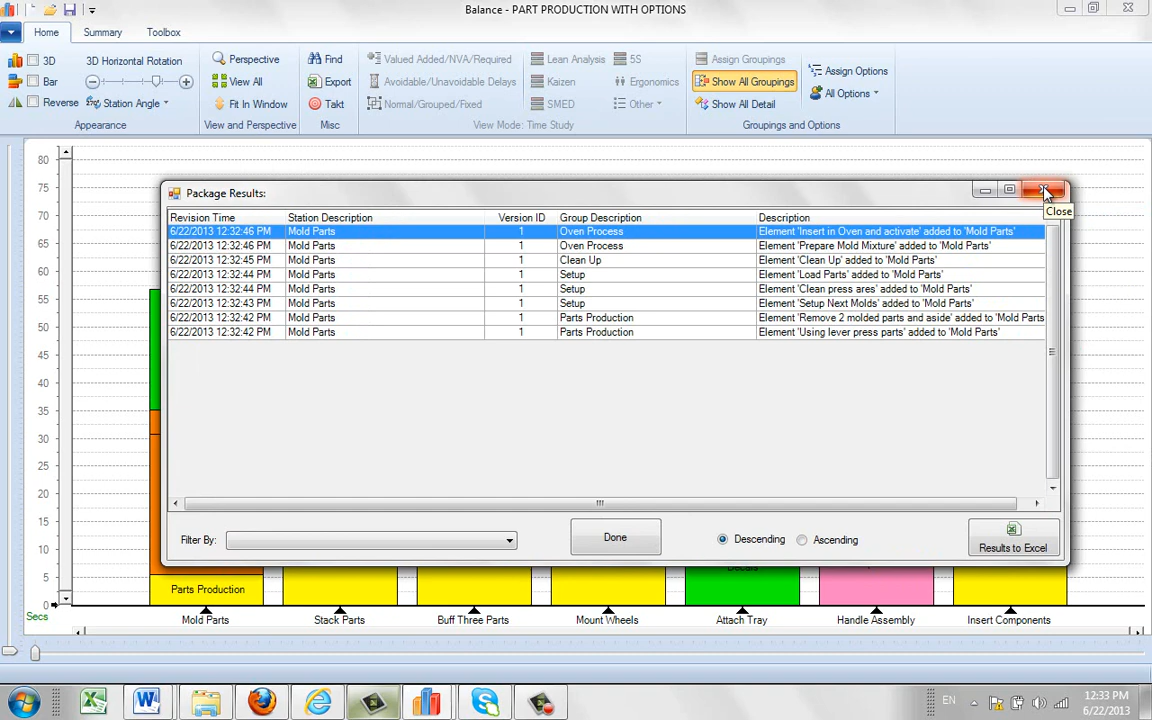 Balance - PART PRODUCTION WITH OPTIONS
Home Summary Toolbox
3D 3D Horizontal Rotation Perspective Find Valued Added/NVA/Required Lean Analysis 5S Assign Groupings Assign Options
Bar View All Export Avoidable/Unavoidable Delays Kaizen Ergonomics Show All Groupings
Reverse Station Angle Fit In Window Takt Normal/Grouped/Fixed SMED Other Show All Detail All Options
Appearance View and Perspective Misc View Mode: Time Study Groupings and Options
80
75
70
65
60
55
50
45
40
35
30
25
20
15
10
5
0
Secs
Package Results:
Close
Revision Time Station Description Version ID Group Description Description
6/22/2013 12:32:46 PM Mold Parts 1 Oven Process Element 'Insert in Oven and activate' added to 'Mold Parts'
6/22/2013 12:32:46 PM Mold Parts 1 Oven Process Element 'Prepare Mold Mixture' added to 'Mold Parts'
6/22/2013 12:32:45 PM Mold Parts 1 Clean Up Element 'Clean Up' added to 'Mold Parts'
6/22/2013 12:32:44 PM Mold Parts 1 Setup Element 'Load Parts' added to 'Mold Parts'
6/22/2013 12:32:44 PM Mold Parts 1 Setup Element 'Clean press ares' added to 'Mold Parts'
6/22/2013 12:32:43 PM Mold Parts 1 Setup Element 'Setup Next Molds' added to 'Mold Parts'
6/22/2013 12:32:42 PM Mold Parts 1 Parts Production Element 'Remove 2 molded parts and aside' added to 'Mold Parts
6/22/2013 12:32:42 PM Mold Parts 1 Parts Production Element 'Using lever press parts' added to 'Mold Parts'
Filter By: Done Descending Ascending Results to Excel
Parts Production
Mold Parts Stack Parts Buff Three Parts Mount Wheels Attach Tray Handle Assembly Insert Components
EN 12:33 PM
6/22/2013